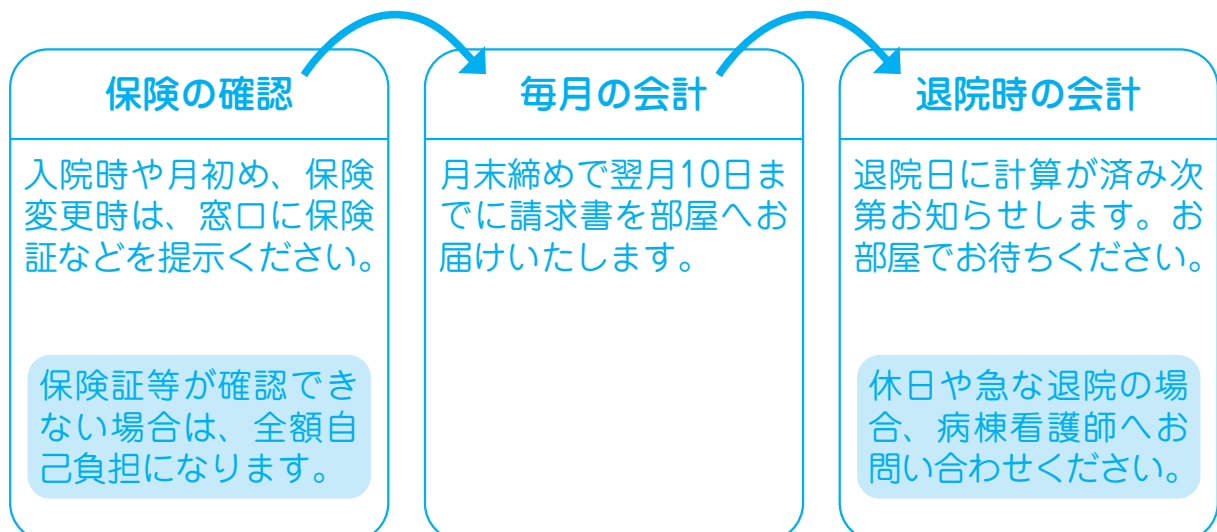 保険の確認
入院時や月初め、保険
変更時は、窓口に保険
証などを提示ください。
保険証等が確認でき
ない場合は、全額自
己負担になります。
毎月の会計
月末締めで翌月10日ま
でに請求書を部屋へお
届けいたします。
退院時の会計
退院日に計算が済み次
第お知らせします。お
部屋でお待ちください。
休日や急な退院の場
合、病棟看護師へお
問い合わせください。